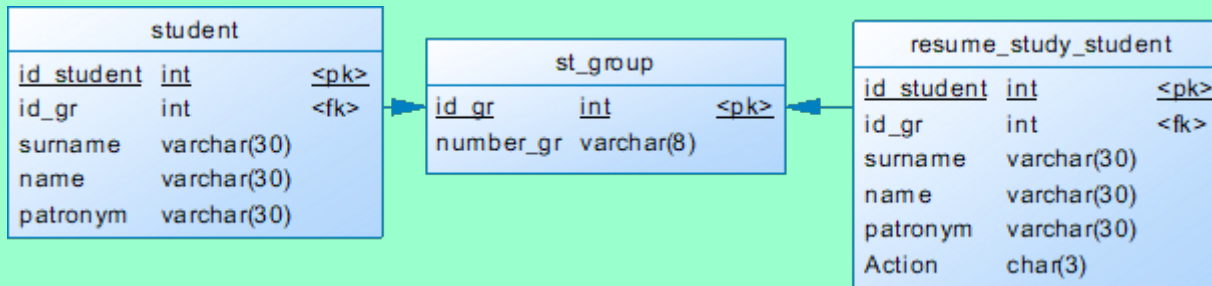 student
id_student int <pk>
id_gr int <fk>
surname varchar(30)
name varchar(30)
patronym varchar(30)
st_group
id_gr int <pk>
number_gr varchar(8)
resume_study_student
id_student int <pk>
id_gr int <fk>
surname varchar(30)
name varchar(30)
patronym varchar(30)
Action char(3)